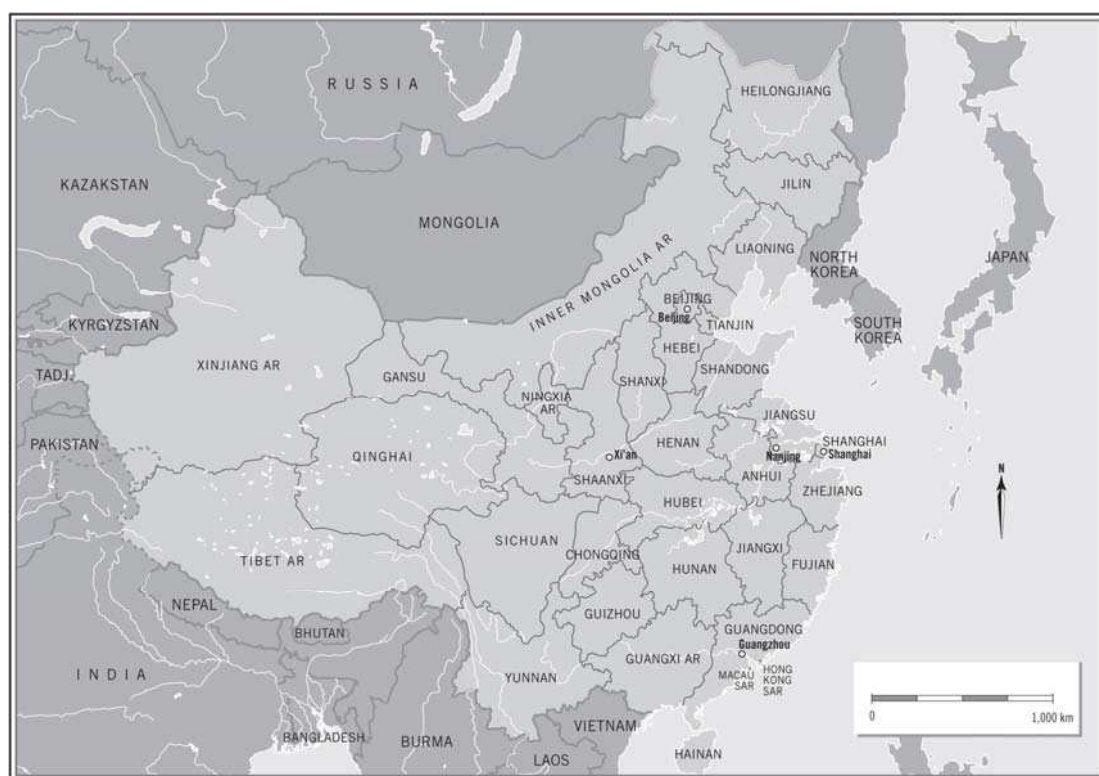 RUSSIA
HEILONGJIANG
KAZAKSTAN
JILIN
MONGOLIA
LIAONING
NORTH
KOREA
JAPAN
INNER MONGOLIA AR
BEIJING
Beijing
TIANJIN
KYRGYZSTAN
SOUTH
KOREA
HEBEI
XINJIANG AR
TADJ.
GANSU
SHANXI
SHANDONG
NINGXIA
AR
JIANGSU
PAKISTAN
QINGHAI
HENAN
SHANGHAI
Shanghai
Xi'an
Nanjing
N
SHAANXI
ANHUI
ZHEJIANG
HUBEI
SICHUAN
CHONGQING
JIANGXI
TIBET AR
HUNAN
FUJIAN
NEPAL
GUIZHOU
BHUTAN
GUANGDONG
Guangzhou
INDIA
YUNNAN
GUANGXI AR
MACAU
SAR
HONG
KONG
SAR
0
1,000 km
VIETNAM
BANGLADESH
BURMA
LAOS
HAINAN